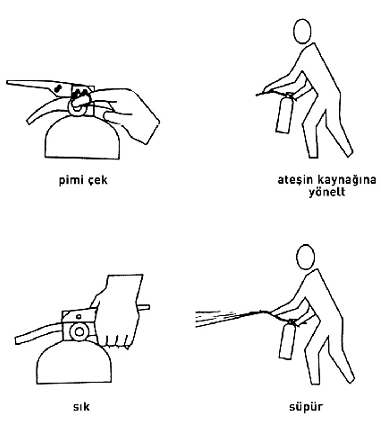 pimi çek
ateşin kaynağına
yönelt
sık
süpür